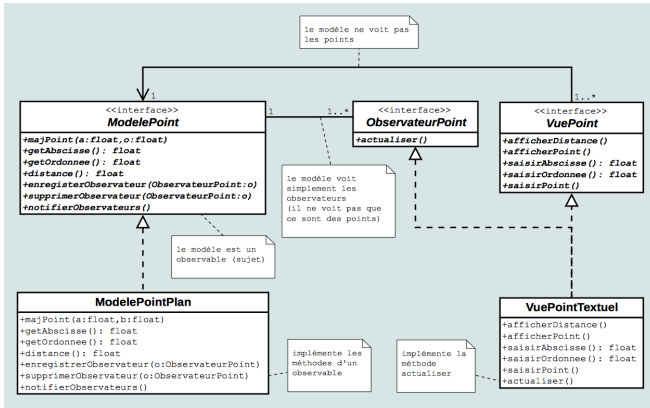 le modèle ne voit pas
les points
1
1..*
<<interface>>
ModelePoint
+majPoint(a:float,o:float)
+getAbscisse(): float
+getOrdonnee(): float
+distance(): float
+enregisterObservateur(ObservateurPoint:o)
+supprimerObservateur(ObservateurPoint:o)
+notifierObservateurs()
1
1..*
<<interface>>
ObservateurPoint
+actualiser()
<<interface>>
VuePoint
+afficherDistance()
+afficherPoint()
+saisirAbscisse(): float
+saisirOrdonnee(): float
+saisirPoint()
le modèle voit
simplement les
observateurs
(il ne voit pas que
ce sont des points)
le modèle est un
observable (sujet)
ModelePointPlan
+majPoint(a:float,b:float)
+getAbscisse(): float
+getOrdonnee(): float
+distance(): float
+enregistrerObservateur(o:ObservateurPoint)
+supprimerObservateur(o:ObservateurPoint)
+notifierObservateurs()
implémente les
méthodes d'un
observable
implémente la
méthode
actualiser
VuePointTextuel
+afficherDistance()
+afficherPoint()
+saisirAbscisse(): float
+saisirOrdonnee(): float
+saisirPoint()
+actualiser()